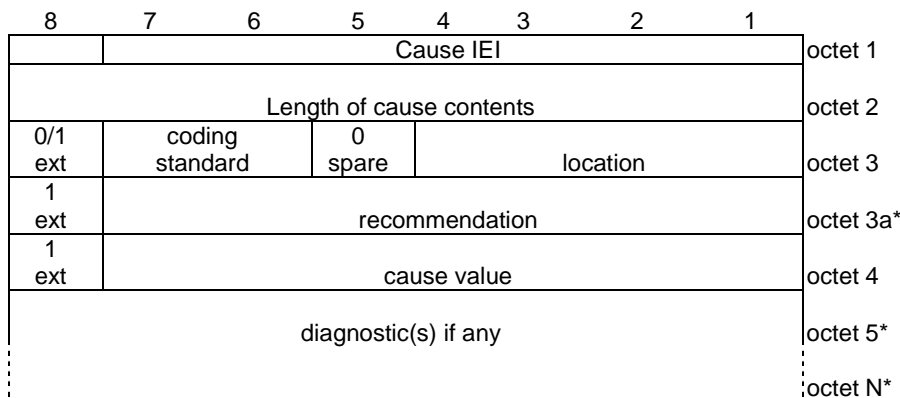 8 7 6 5 4 3 2 1
Cause IEI octet 1
Length of cause contents octet 2
0/1 coding 0
ext standard spare location octet 3
1
ext recommendation octet 3a*
1
ext cause value octet 4
diagnostic(s) if any octet 5*
octet N*